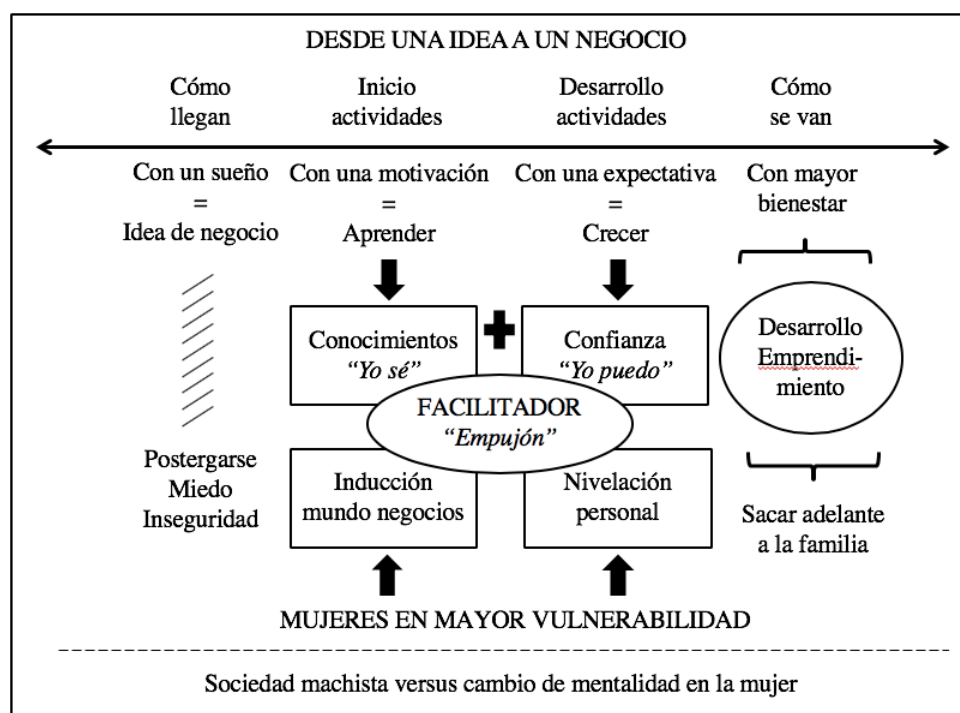 DESDE UNA IDEA A UN NEGOCIO
Cómo
llegan
Inicio
actividades
Desarrollo
actividades
Cómo
se van
Con un sueño
=
Idea de negocio
Con una motivación
=
Aprender
Con una expectativa
=
Crecer
Con mayor
bienestar
Conocimientos
“Yo sé”
Confianza
“Yo puedo”
Desarrollo
Emprendi-
miento
FACILITADOR
“Empujón”
Postergarse
Miedo
Inseguridad
Inducción
mundo negocios
Nivelación
personal
Sacar adelante
a la familia
MUJERES EN MAYOR VULNERABILIDAD
Sociedad machista versus cambio de mentalidad en la mujer